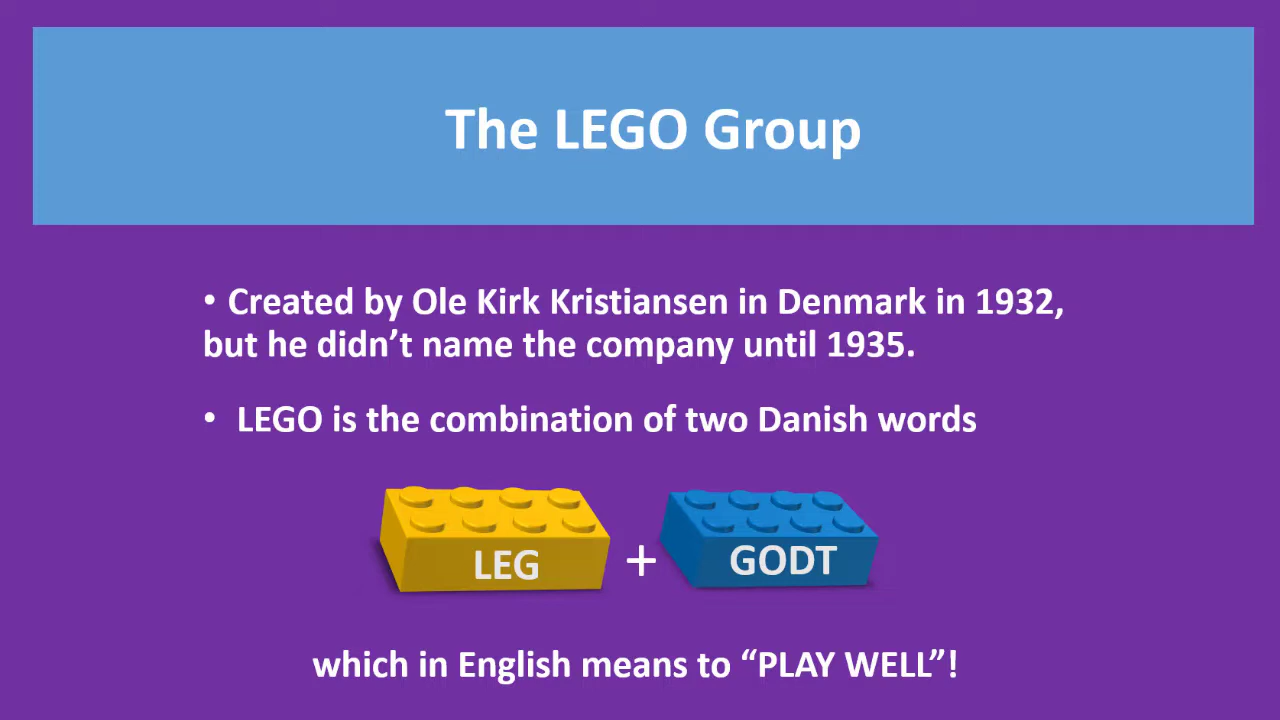 The LEGO Group
• Created by Ole Kirk Kristiansen in Denmark in 1932,
but he didn’t name the company until 1935.
• LEGO is the combination of two Danish words
LEG + GODT
which in English means to “PLAY WELL”!